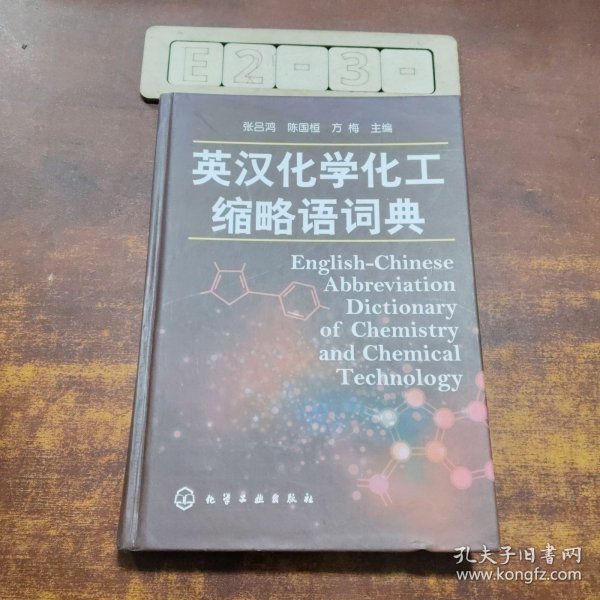 E2-3-
张吕鸿 陈国桓 方梅 主编
英汉化学化工
缩略语词典
English-Chinese
Abbreviation
Dictionary
of Chemistry
and Chemical
Technology
化学工业出版社
孔夫子旧书网
www.kongfz.com